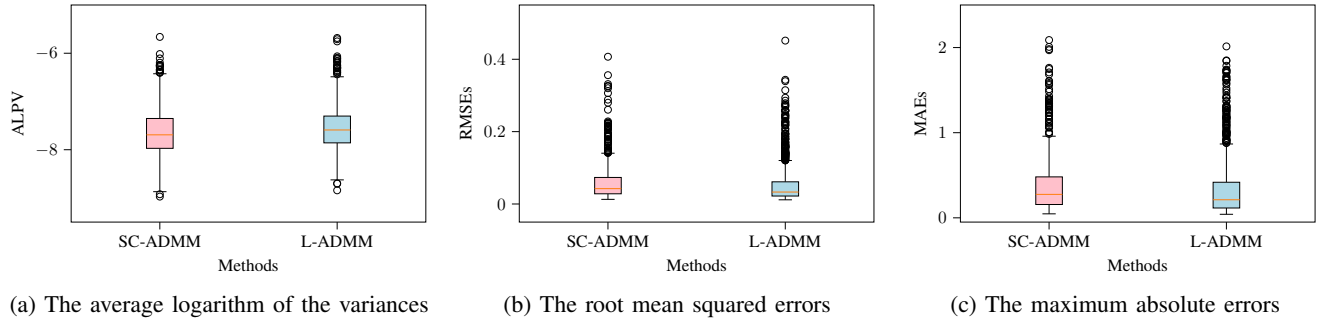 −6
−8
ALPV
SC-ADMM L-ADMM
Methods
(a) The average logarithm of the variances
0.4
0.2
0
RMSEs
SC-ADMM L-ADMM
Methods
(b) The root mean squared errors
2
1
0
MAEs
SC-ADMM L-ADMM
Methods
(c) The maximum absolute errors